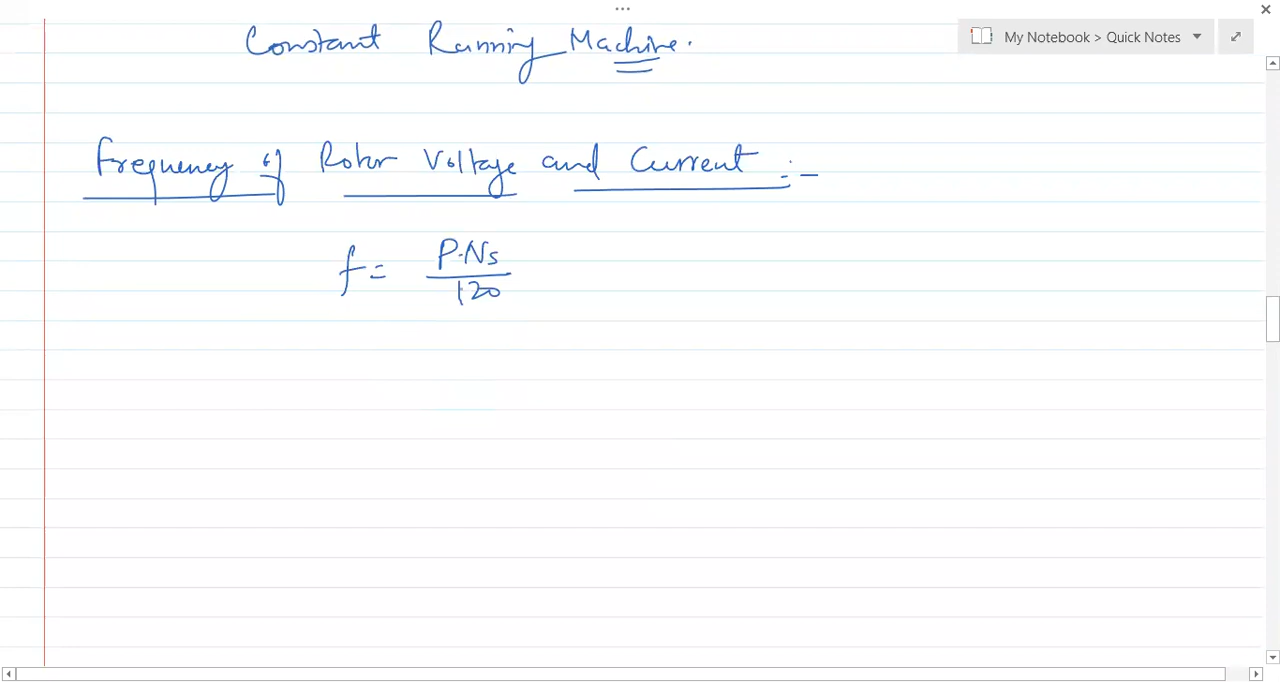 ...
My Notebook > Quick Notes
Constant Running Machine.
Frequency of Rotor Voltage and Current :-
f = P.Ns
120